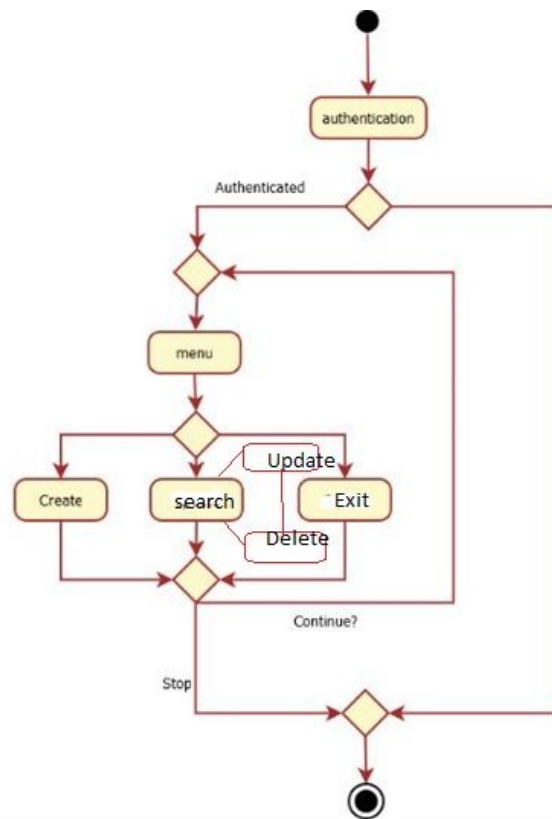 authentication
Authenticated
menu
Update
Create
search
Exit
Delete
Continue?
Stop